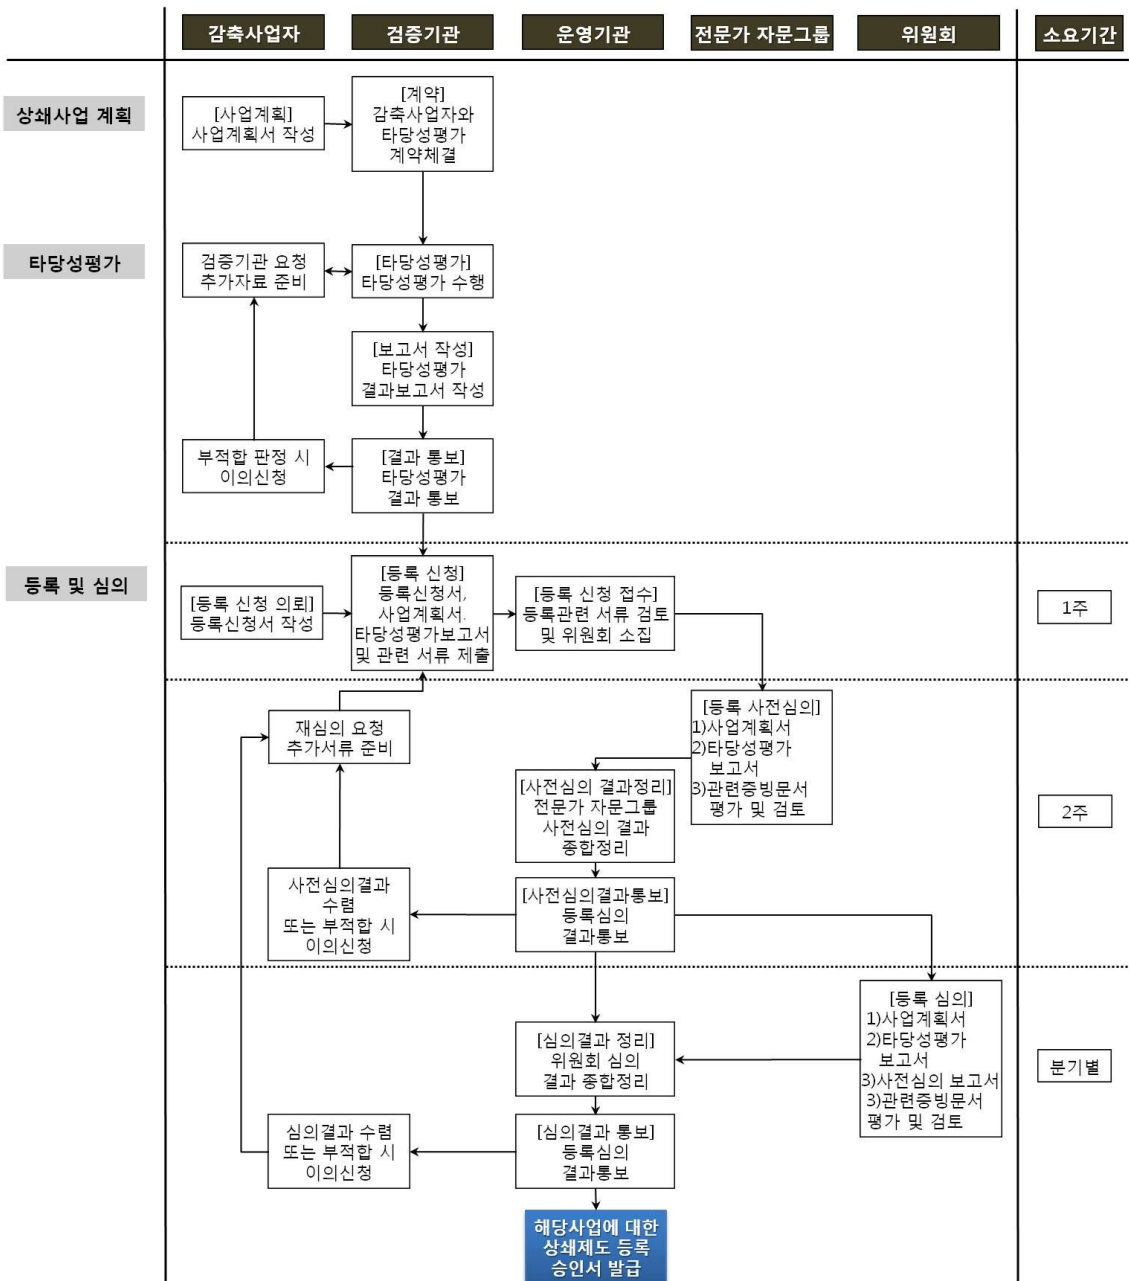 감축사업자
검증기관
운영기관
전문가 자문그룹
위원회
소요기간
상쇄사업 계획
[사업계획]
사업계획서 작성
[계약]
감축사업자와
타당성평가
계약체결
타당성평가
검증기관 요청
추가자료 준비
[타당성평가]
타당성평가 수행
[보고서 작성]
타당성평가
결과보고서 작성
부적합 판정 시
이의신청
[결과 통보]
타당성평가
결과 통보
등록 및 심의
[등록 신청 의뢰]
등록신청서 작성
[등록 신청]
등록신청서,
사업계획서.
타당성평가보고서
및 관련 서류 제출
[등록 신청 접수]
등록관련 서류 검토
및 위원회 소집
1주
재심의 요청
추가서류 준비
[등록 사전심의]
1)사업계획서
2)타당성평가
보고서
3)관련증빙문서
평가 및 검토
[사전심의 결과정리]
전문가 자문그룹
사전심의 결과
종합정리
2주
사전심의결과
수렴
또는 부적합 시
이의신청
[사전심의결과통보]
등록심의
결과통보
[등록 심의]
1)사업계획서
2)타당성평가
보고서
3)사전심의 보고서
3)관련증빙문서
평가 및 검토
[심의결과 정리]
위원회 심의
결과 종합정리
분기별
심의결과 수렴
또는 부적합 시
이의신청
[심의결과 통보]
등록심의
결과통보
해당사업에 대한
상쇄제도 등록
승인서 발급